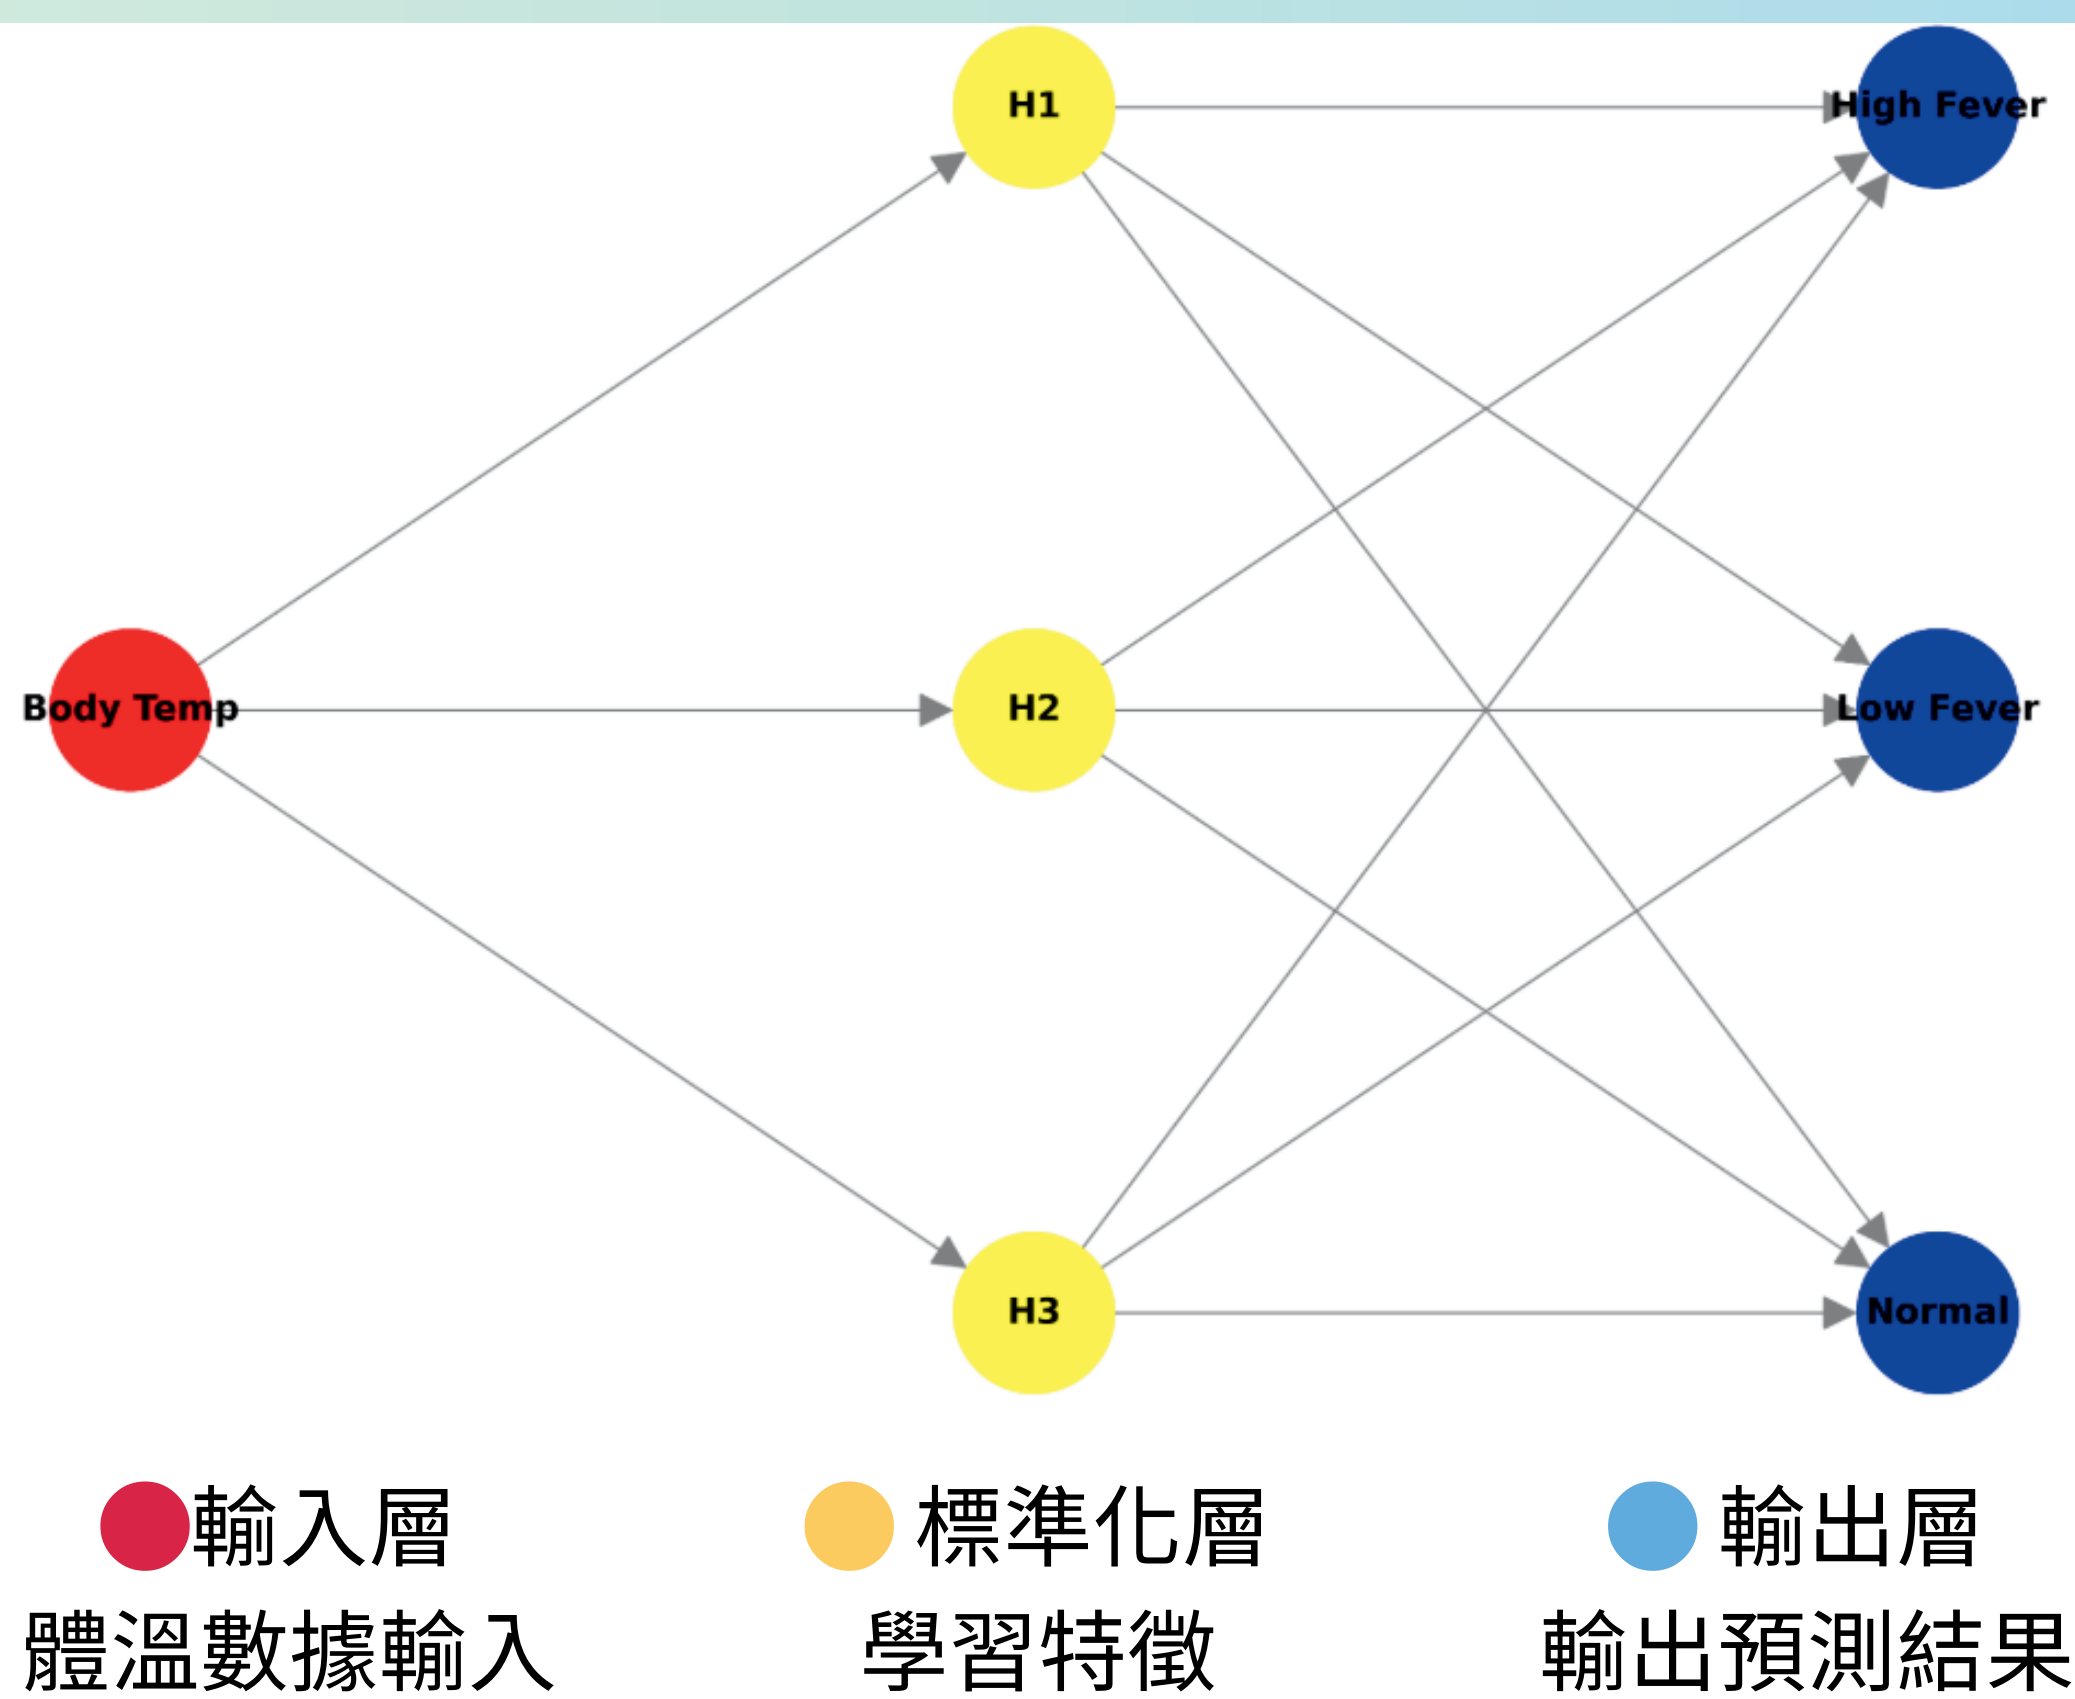 H1
High Fever
Body Temp
H2
Low Fever
H3
Normal
輸入層
標準化層
輸出層
體溫數據輸入
學習特徵
輸出預測結果